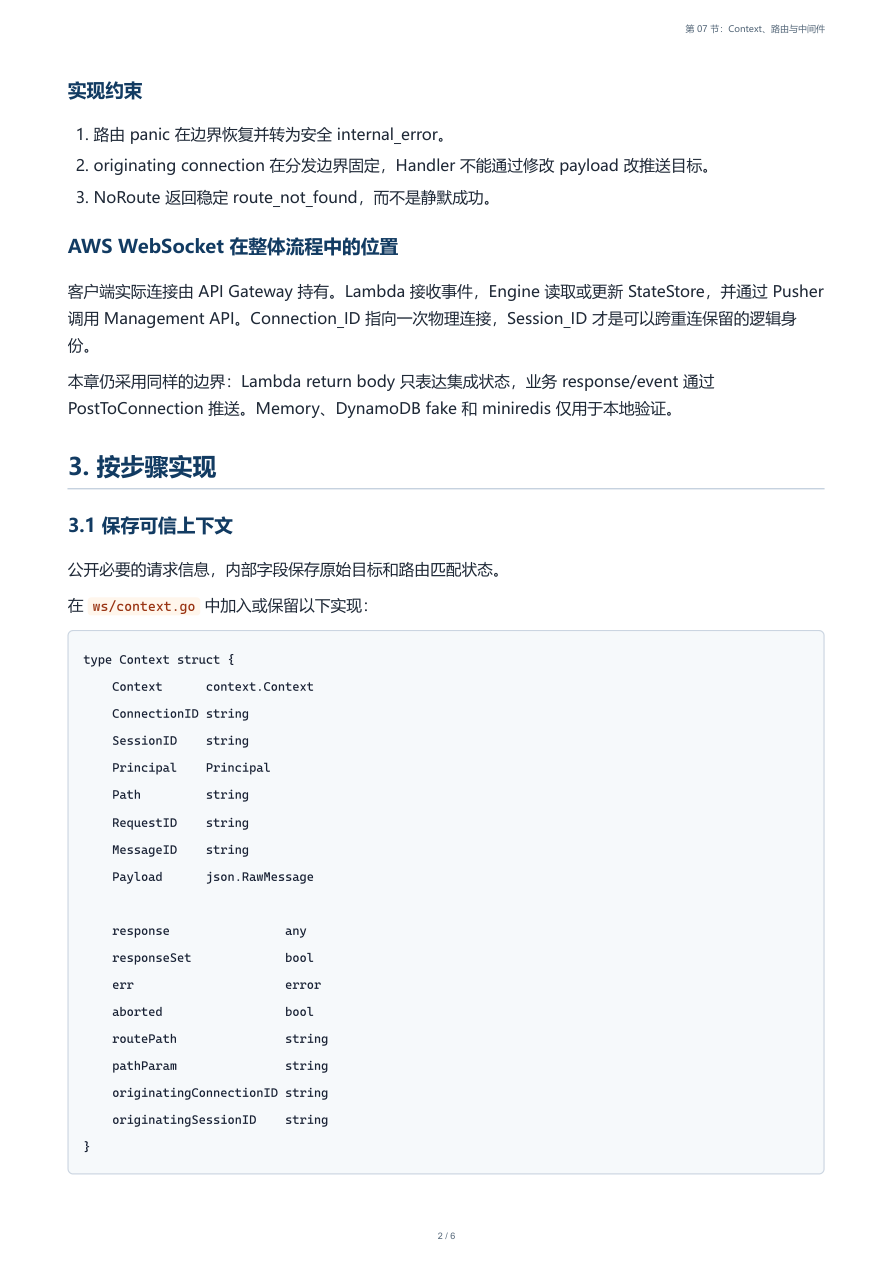 第 07 节：Context、路由与中间件
实现约束
1. 路由 panic 在边界恢复并转为安全 internal_error。
2. originating connection 在分发边界固定，Handler 不能通过修改 payload 改推送目标。
3. NoRoute 返回稳定 route_not_found，而不是静默成功。
AWS WebSocket 在整体流程中的位置
客户端实际连接由 API Gateway 持有。Lambda 接收事件，Engine 读取或更新 StateStore，并通过 Pusher
调用 Management API。Connection_ID 指向一次物理连接，Session_ID 才是可以跨重连保留的逻辑身
份。
本章仍采用同样的边界：Lambda return body 只表达集成状态，业务 response/event 通过
PostToConnection 推送。Memory、DynamoDB fake 和 miniredis 仅用于本地验证。
3. 按步骤实现
3.1 保存可信上下文
公开必要的请求信息，内部字段保存原始目标和路由匹配状态。
在 ws/context.go 中加入或保留以下实现：
type Context struct {
    Context      context.Context
    ConnectionID string
    SessionID    string
    Principal    Principal
    Path         string
    RequestID    string
    MessageID    string
    Payload      json.RawMessage
    response                any
    responseSet             bool
    err                     error
    aborted                 bool
    routePath               string
    pathParam               string
    originatingConnectionID string
    originatingSessionID    string
}
2 / 6